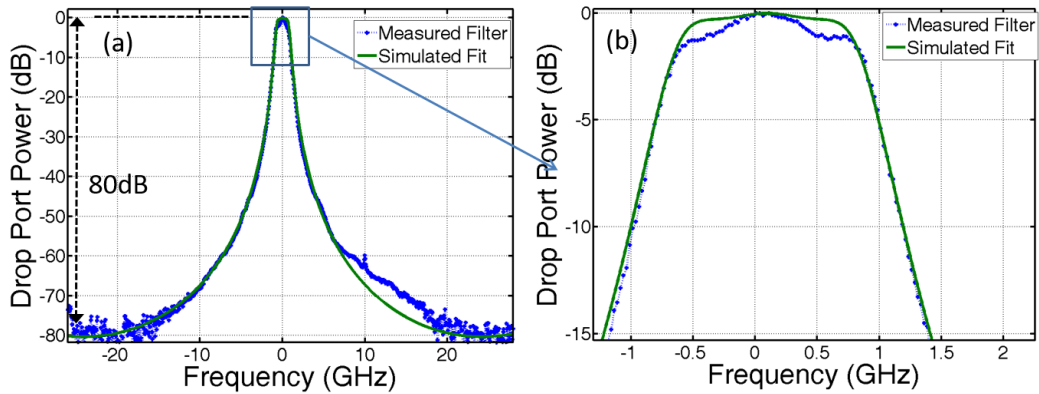 (a)
Measured Filter
Simulated Fit
80dB
Drop Port Power (dB)
0
-10
-20
-30
-40
-50
-60
-70
-80
-20
-10
0
10
20
Frequency (GHz)
(b)
Measured Filter
Simulated Fit
Drop Port Power (dB)
0
-5
-10
-15
-1
-0.5
0
0.5
1
1.5
2
Frequency (GHz)